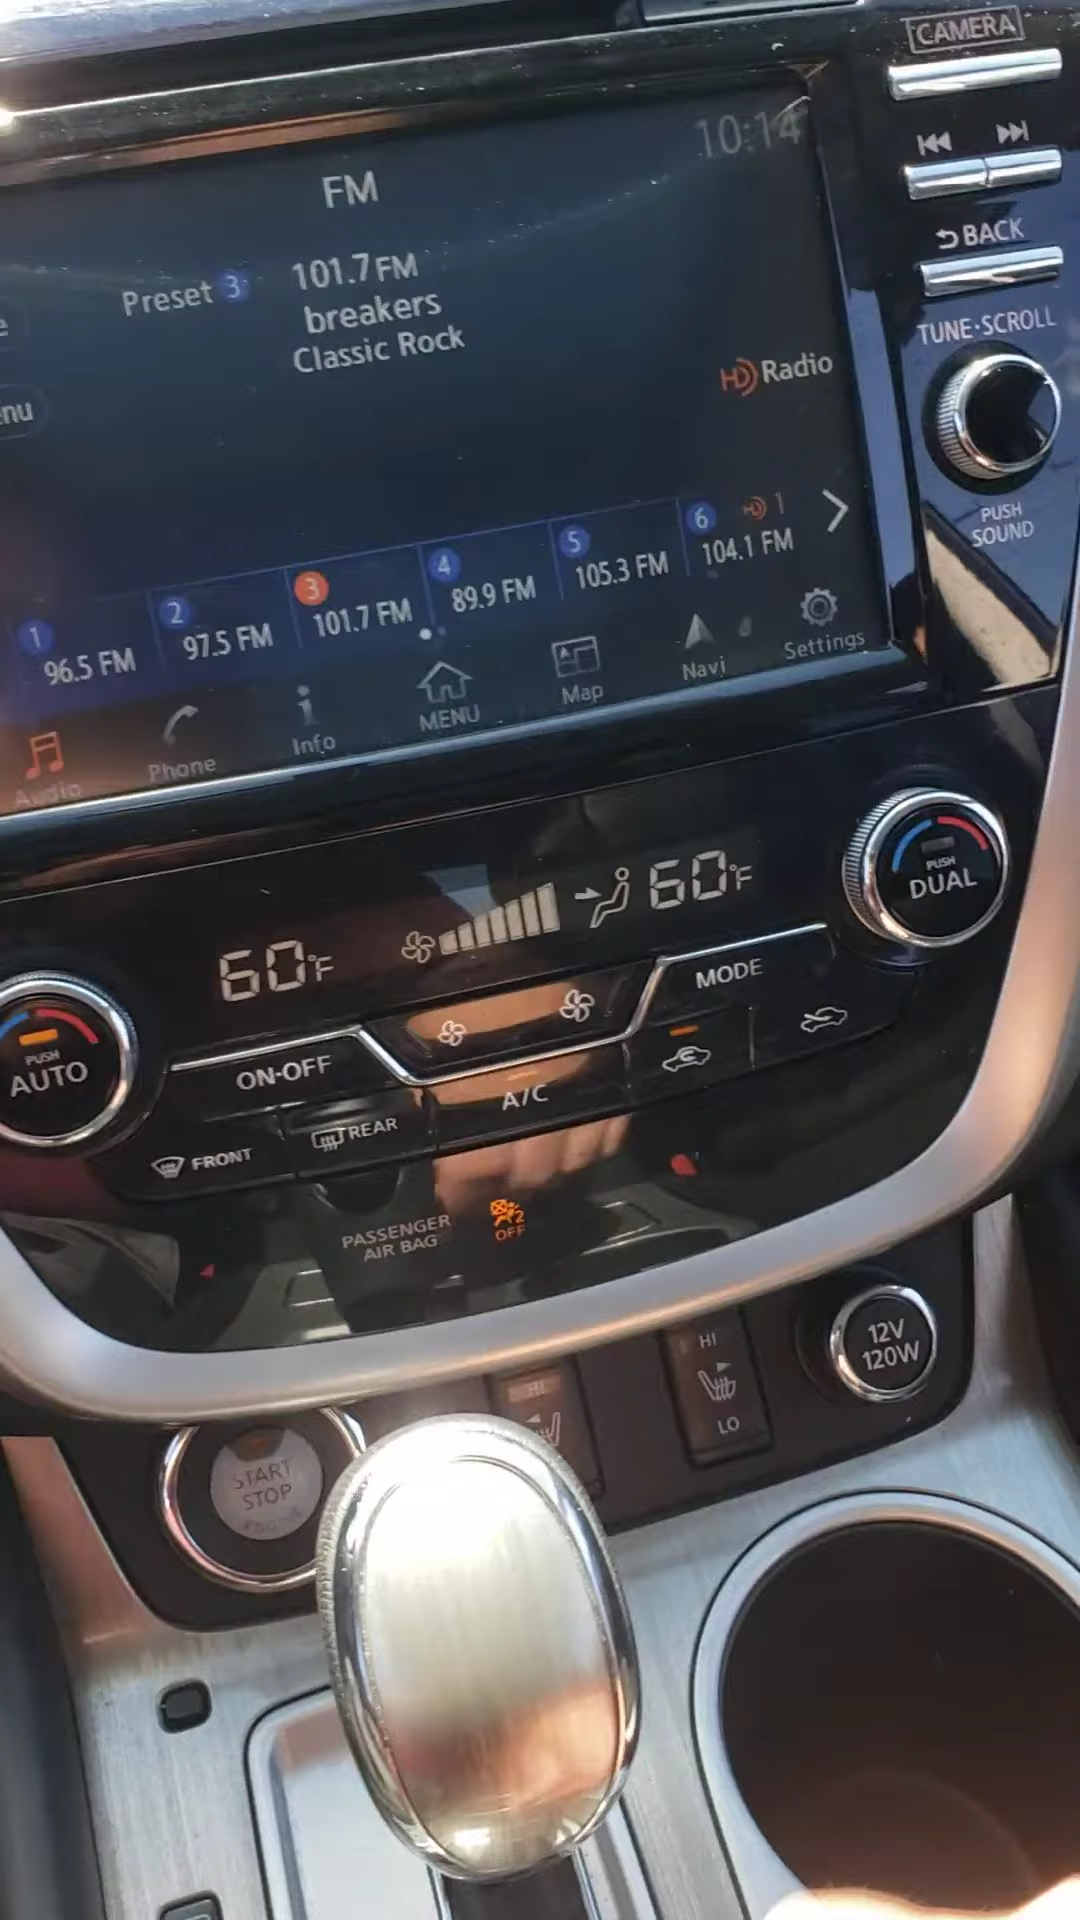 CAMERA
10:14
FM
BACK
Preset 3
101.7 FM
breakers
Classic Rock
TUNE·SCROLL
HD Radio
PUSH
SOUND
1 96.5 FM
2 97.5 FM
3 101.7 FM
4 89.9 FM
5 105.3 FM
6 104.1 FM
HD 1
Audio
Phone
Info
MENU
Map
Navi
Settings
60°F
60°F
PUSH
DUAL
PUSH
AUTO
MODE
ON·OFF
A/C
FRONT
REAR
PASSENGER
AIR BAG
2
OFF
HI
LO
HI
12V
120W
START
STOP